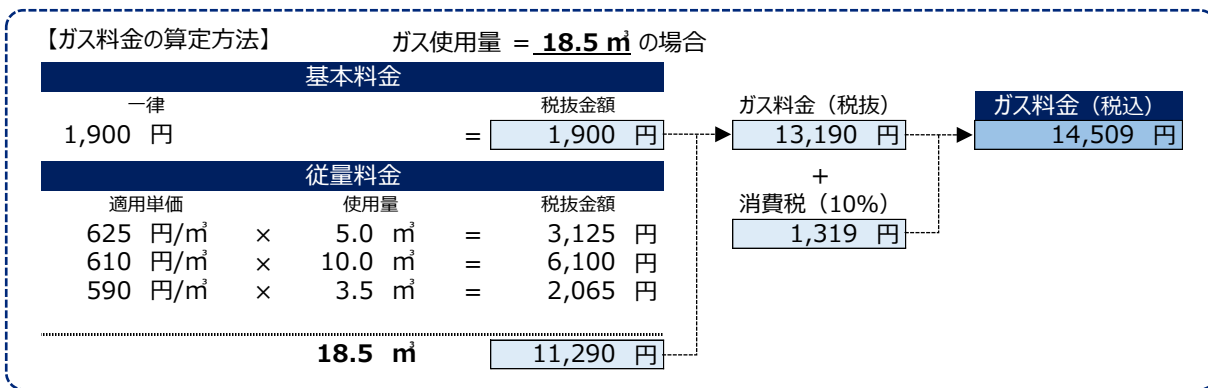 【ガス料金の算定方法】 ガス使用量 = 18.5 ㎥ の場合
基本料金
一律 税抜金額 ガス料金（税抜） ガス料金（税込）
1,900 円 = 1,900 円 13,190 円 14,509 円
従量料金 +
適用単価 使用量 税抜金額 消費税（10%）
625 円/㎥ × 5.0 ㎥ = 3,125 円 1,319 円
610 円/㎥ × 10.0 ㎥ = 6,100 円
590 円/㎥ × 3.5 ㎥ = 2,065 円
18.5 ㎥ 11,290 円